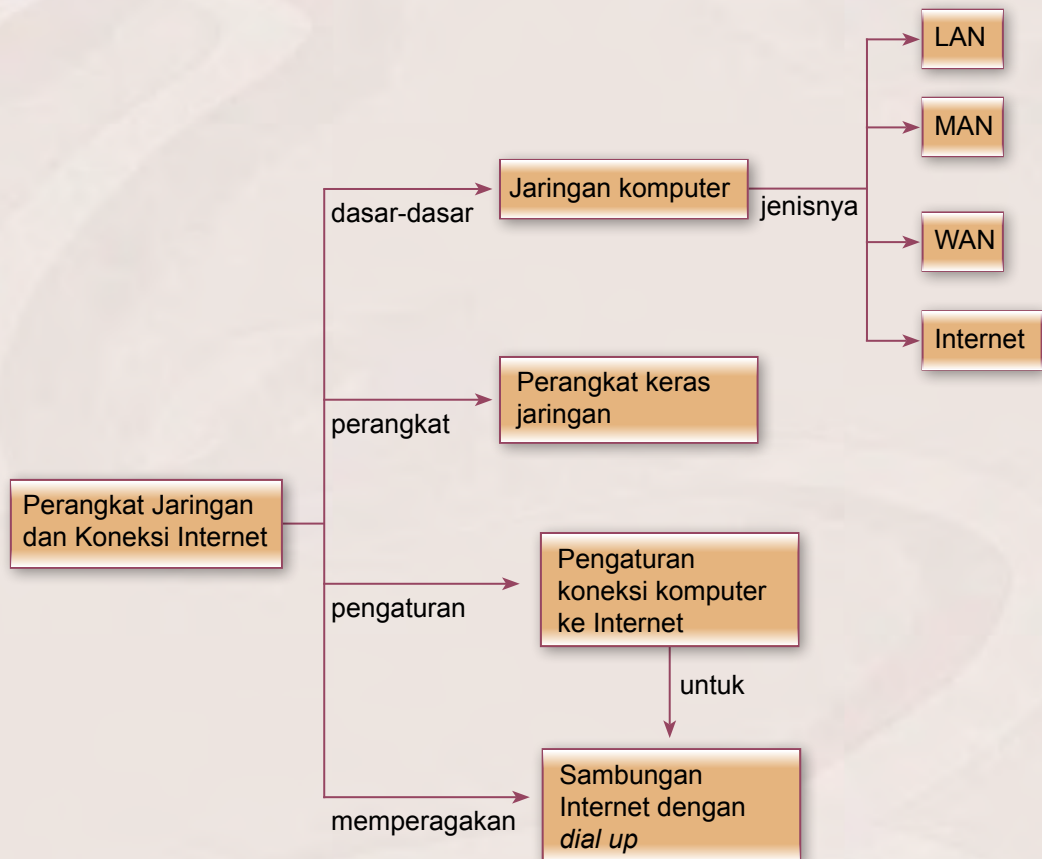 LAN
MAN
Jaringan komputer
dasar-dasar
jenisnya
WAN
Internet
Perangkat keras
jaringan
perangkat
Perangkat Jaringan
dan Koneksi Internet
Pengaturan
koneksi komputer
ke Internet
pengaturan
untuk
Sambungan
Internet dengan
dial up
memperagakan